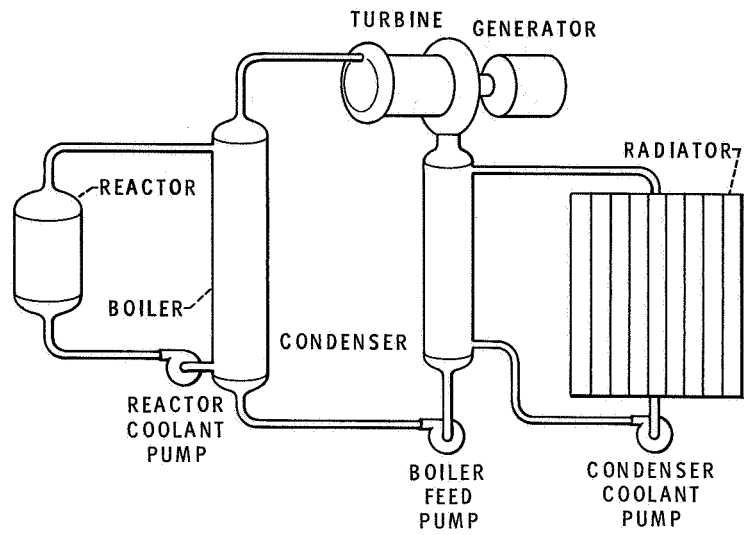 TURBINE
GENERATOR
RADIATOR
REACTOR
BOILER
CONDENSER
REACTOR
COOLANT
PUMP
BOILER
FEED
PUMP
CONDENSER
COOLANT
PUMP